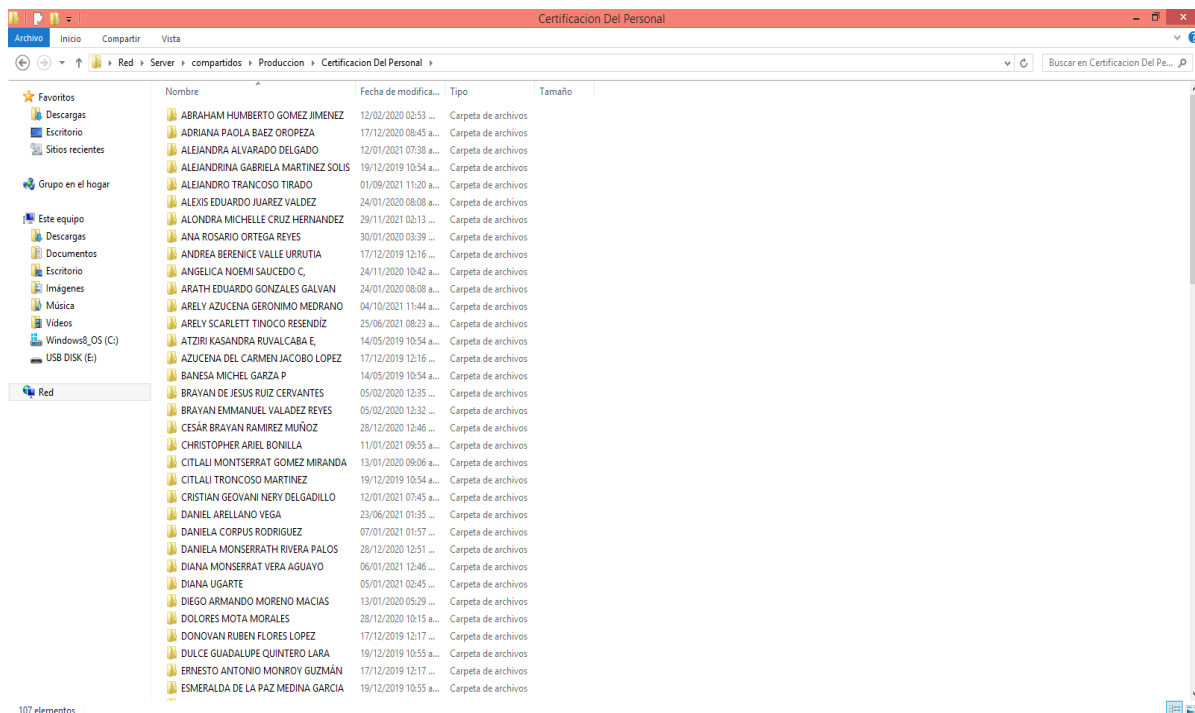 Certificacion Del Personal
Archivo Inicio Compartir Vista
Red Server compartidos Produccion Certificacion Del Personal
Buscar en Certificacion Del Pe...
Favoritos
Descargas
Escritorio
Sitios recientes
Grupo en el hogar
Este equipo
Descargas
Documentos
Escritorio
Imágenes
Música
Vídeos
Windows8_OS (C:)
USB DISK (E:)
Red
Nombre Fecha de modifica... Tipo Tamaño
ABRAHAM HUMBERTO GOMEZ JIMENEZ 12/02/2020 02:53 ... Carpeta de archivos
ADRIANA PAOLA BAEZ OROPEZA 17/12/2020 08:45 a... Carpeta de archivos
ALEJANDRA ALVARADO DELGADO 12/01/2021 07:38 a... Carpeta de archivos
ALEJANDRINA GABRIELA MARTINEZ SOLIS 19/12/2019 10:54 a... Carpeta de archivos
ALEJANDRO TRANCOSO TIRADO 01/09/2021 11:20 a... Carpeta de archivos
ALEXIS EDUARDO JUAREZ VALDEZ 24/01/2020 08:08 a... Carpeta de archivos
ALONDRA MICHELLE CRUZ HERNANDEZ 29/11/2021 02:13 ... Carpeta de archivos
ANA ROSARIO ORTEGA REYES 30/01/2020 03:39 ... Carpeta de archivos
ANDREA BERENICE VALLE URRUTIA 17/12/2019 12:16 ... Carpeta de archivos
ANGELICA NOEMI SAUCEDO C, 24/11/2020 10:42 a... Carpeta de archivos
ARATH EDUARDO GONZALES GALVAN 24/01/2020 08:08 a... Carpeta de archivos
ARELY AZUCENA GERONIMO MEDRANO 04/10/2021 11:44 a... Carpeta de archivos
ARELY SCARLETT TINOCO RESENDÍZ 25/06/2021 08:23 a... Carpeta de archivos
ATZIRI KASANDRA RUVALCABA E, 14/05/2019 10:54 a... Carpeta de archivos
AZUCENA DEL CARMEN JACOBO LOPEZ 17/12/2019 12:16 ... Carpeta de archivos
BANESA MICHEL GARZA P 14/05/2019 10:54 a... Carpeta de archivos
BRAYAN DE JESUS RUIZ CERVANTES 05/02/2020 12:35 ... Carpeta de archivos
BRAYAN EMMANUEL VALADEZ REYES 05/02/2020 12:32 ... Carpeta de archivos
CESÁR BRAYAN RAMIREZ MUÑOZ 28/12/2020 12:46 ... Carpeta de archivos
CHRISTOPHER ARIEL BONILLA 11/01/2021 09:55 a... Carpeta de archivos
CITLALI MONTSERRAT GOMEZ MIRANDA 13/01/2020 09:06 a... Carpeta de archivos
CITLALI TRONCOSO MARTINEZ 19/12/2019 10:54 a... Carpeta de archivos
CRISTIAN GEOVANI NERY DELGADILLO 12/01/2021 07:45 a... Carpeta de archivos
DANIEL ARELLANO VEGA 23/06/2021 01:35 ... Carpeta de archivos
DANIELA CORPUS RODRIGUEZ 07/01/2021 01:57 ... Carpeta de archivos
DANIELA MONSERRATH RIVERA PALOS 28/12/2020 12:51 ... Carpeta de archivos
DIANA MONSERRAT VERA AGUAYO 06/01/2021 12:46 ... Carpeta de archivos
DIANA UGARTE 05/01/2021 02:45 ... Carpeta de archivos
DIEGO ARMANDO MORENO MACIAS 13/01/2020 05:29 ... Carpeta de archivos
DOLORES MOTA MORALES 28/12/2020 10:15 a... Carpeta de archivos
DONOVAN RUBEN FLORES LOPEZ 17/12/2019 12:17 ... Carpeta de archivos
DULCE GUADALUPE QUINTERO LARA 19/12/2019 10:55 a... Carpeta de archivos
ERNESTO ANTONIO MONROY GUZMÁN 17/12/2019 12:17 ... Carpeta de archivos
ESMERALDA DE LA PAZ MEDINA GARCIA 19/12/2019 10:55 a... Carpeta de archivos
107 elementos